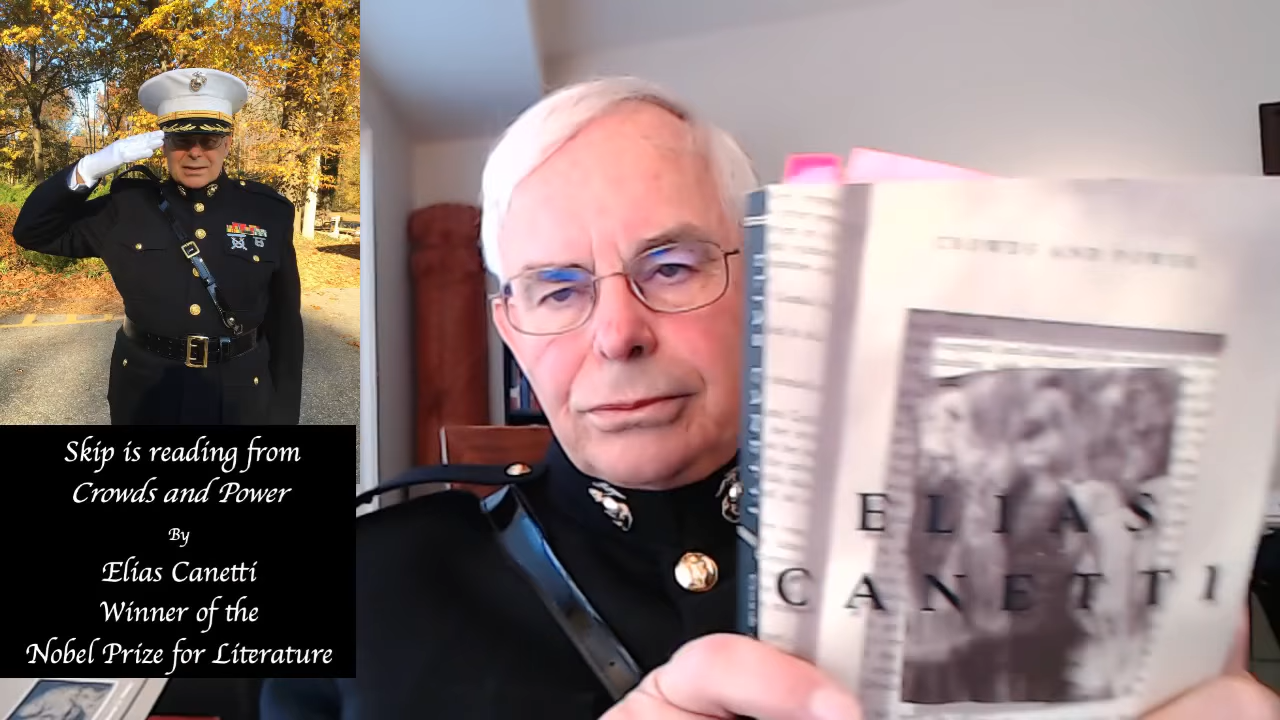 Skip is reading from
Crowds and Power
By
Elias Canetti
Winner of the
Nobel Prize for Literature
CROWDS AND POWER
ELIAS
CANETTI